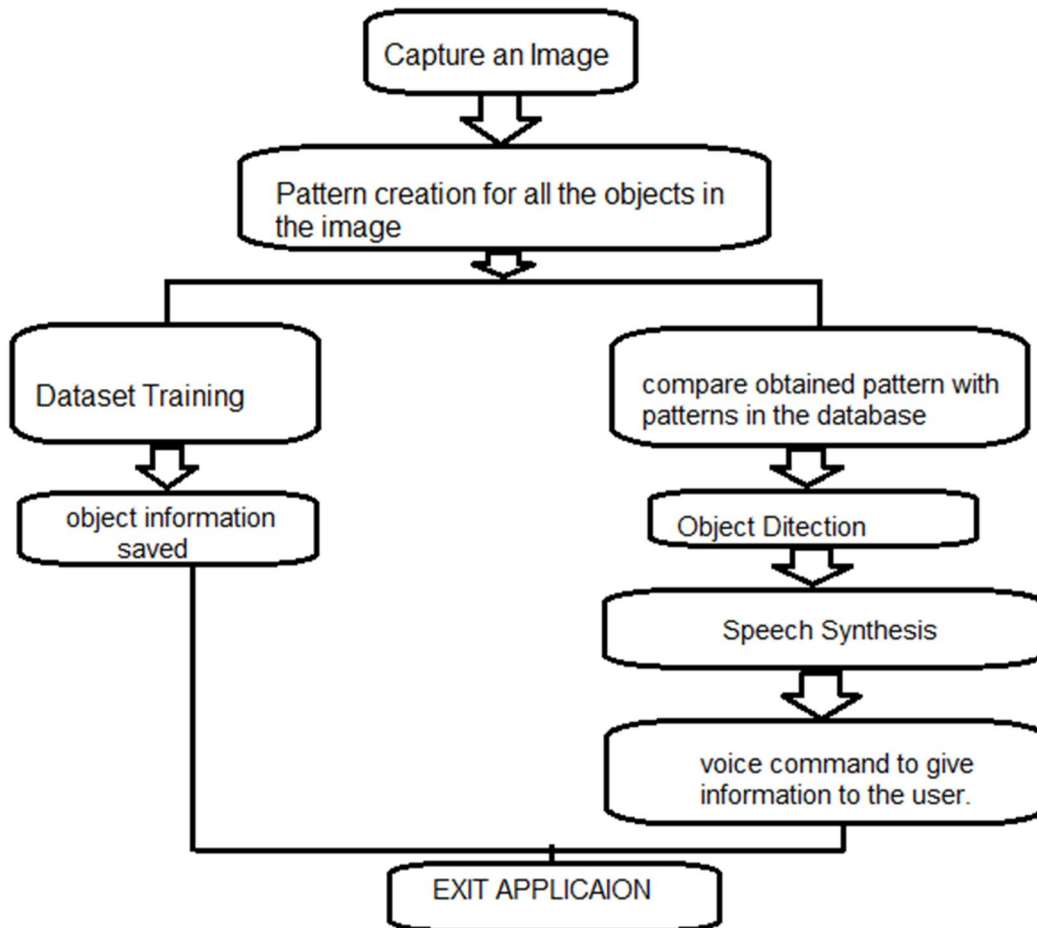 Capture an Image
Pattern creation for all the objects in
the image
Dataset Training
object information
saved
compare obtained pattern with
patterns in the database
Object Ditection
Speech Synthesis
voice command to give
information to the user.
EXIT APPLICAION